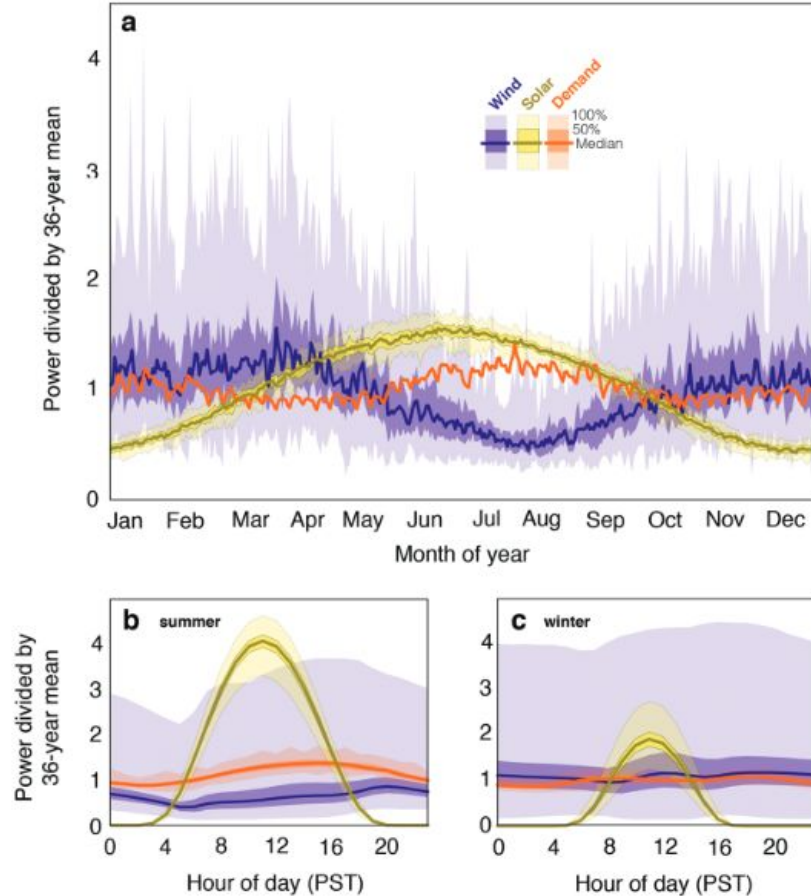 a
Power divided by 36-year mean
4
3
2
1
0
Wind
Solar
Demand
100%
50%
Median
Jan Feb Mar Apr May Jun Jul Aug Sep Oct Nov Dec
Month of year
b summer
Power divided by
36-year mean
4
3
2
1
0
0 4 8 12 16 20
Hour of day (PST)
c winter
4
3
2
1
0
0 4 8 12 16 20
Hour of day (PST)